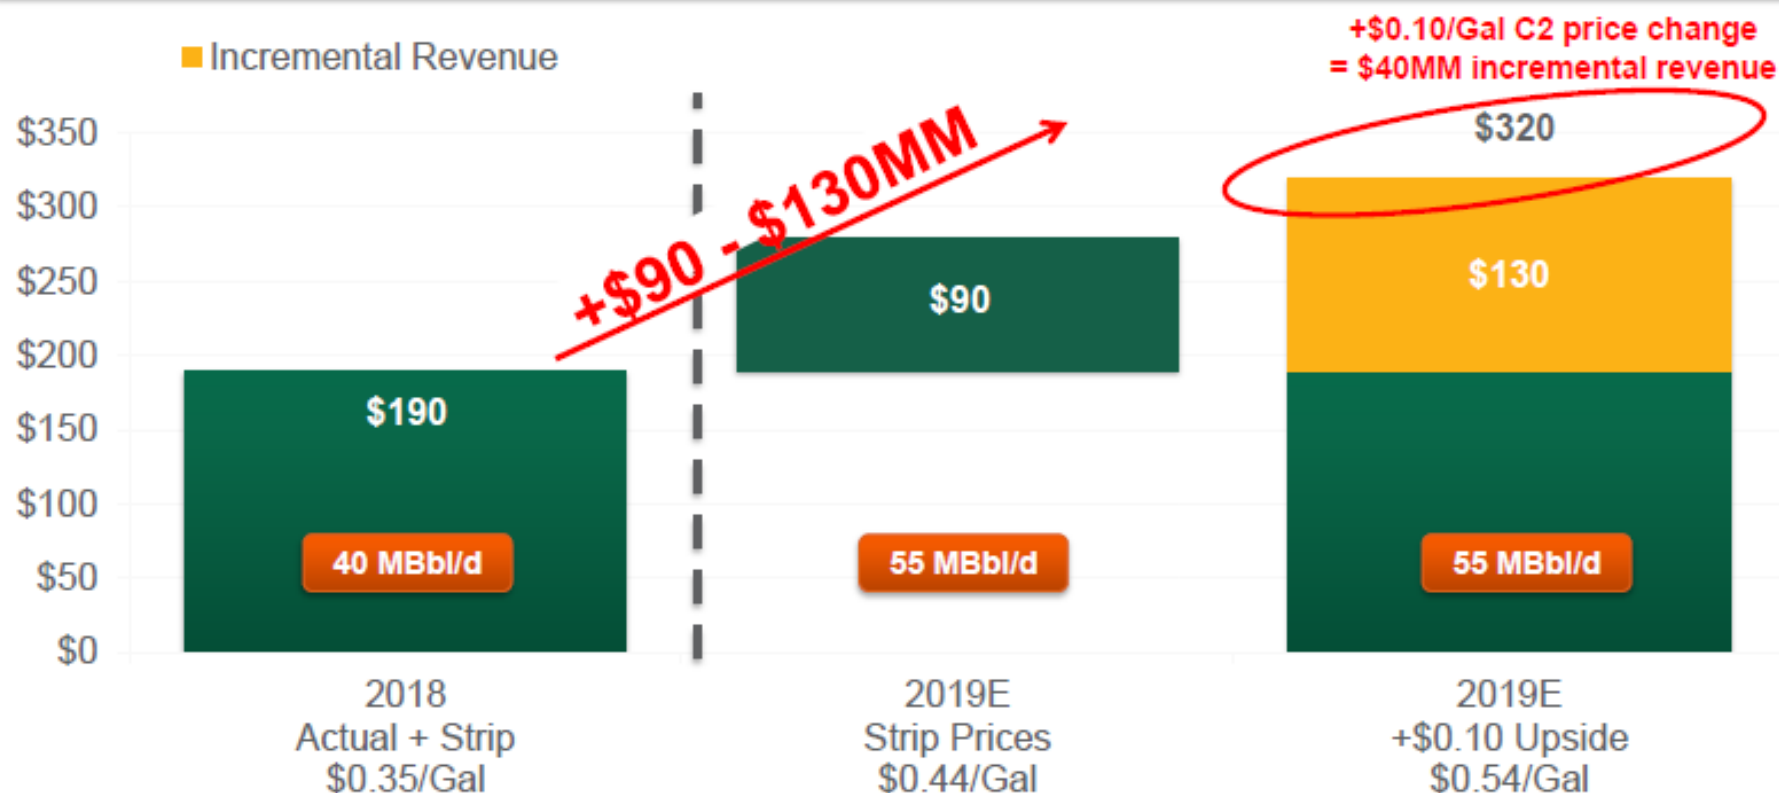 +$0.10/Gal C2 price change
= $40MM incremental revenue
Incremental Revenue
$350
$300
$250
$200
$150
$100
$50
$0
+$90 - $130MM
$190
$90
$320
$130
40 MBbl/d
55 MBbl/d
55 MBbl/d
2018
Actual + Strip
$0.35/Gal
2019E
Strip Prices
$0.44/Gal
2019E
+$0.10 Upside
$0.54/Gal